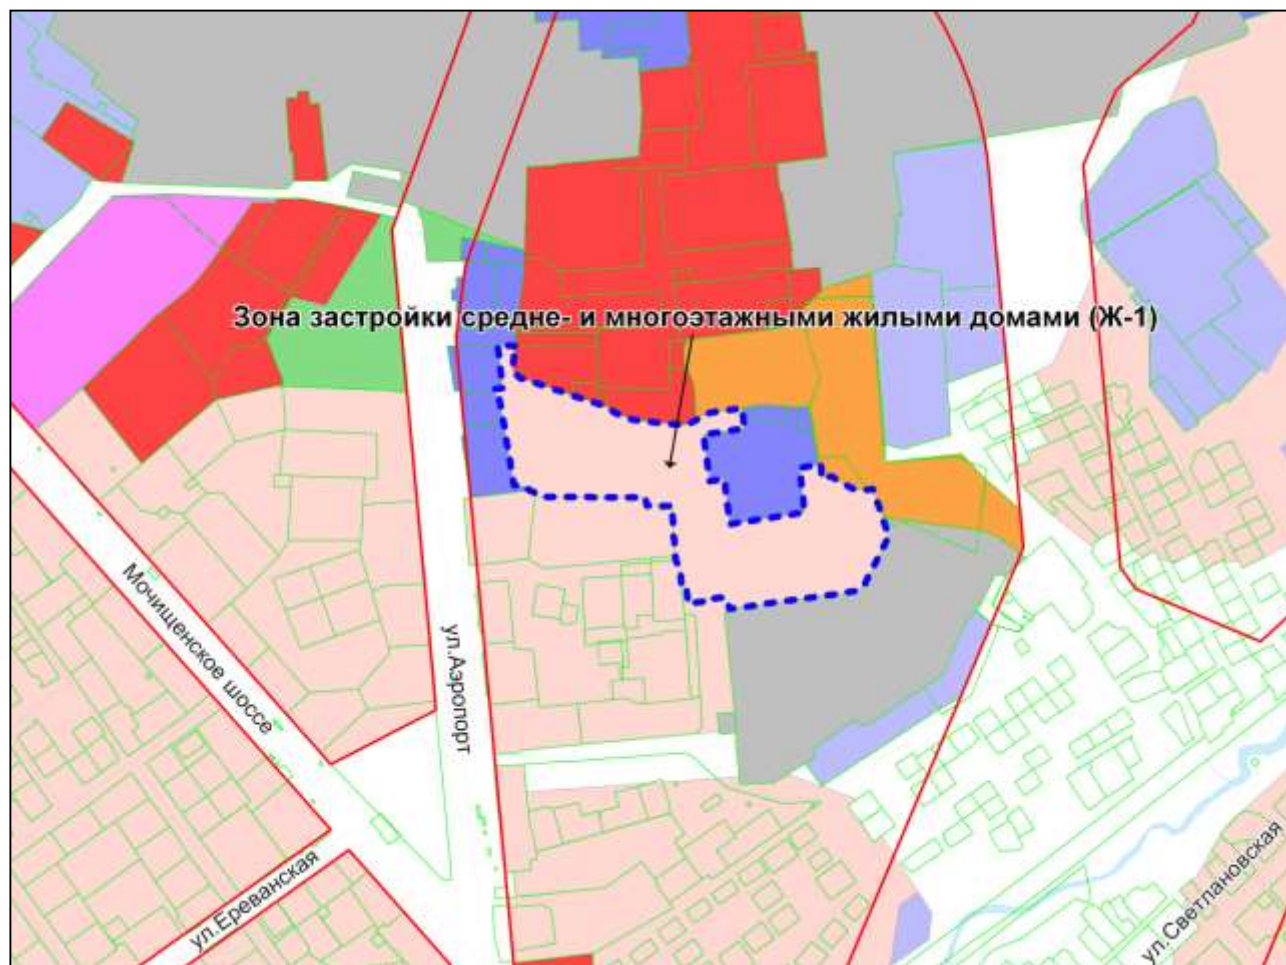 Зона застройки средне- и многоэтажными жилыми домами (Ж-1)
Мочищенское шоссе
ул.Аэропорт
ул.Ереванская
ул.Светлановская